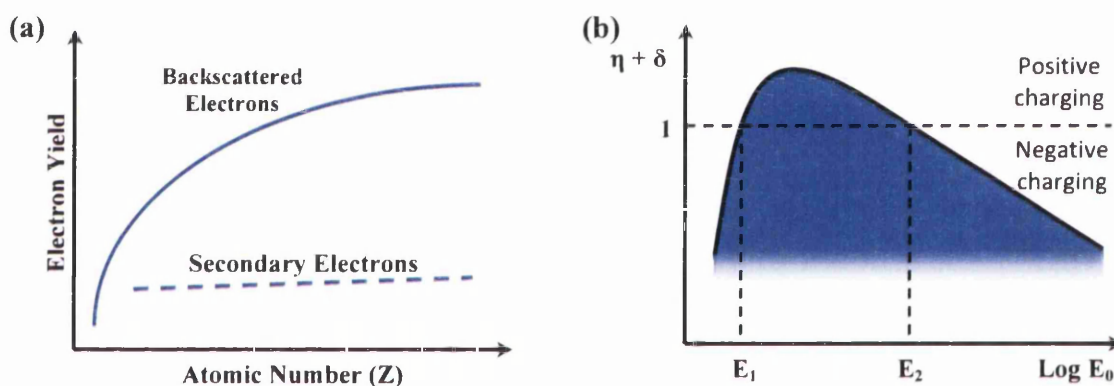 (a)
Electron Yield
Backscattered
Electrons
Secondary Electrons
Atomic Number (Z)
(b)
η + δ
1
Positive
charging
Negative
charging
E₁
E₂
Log E₀